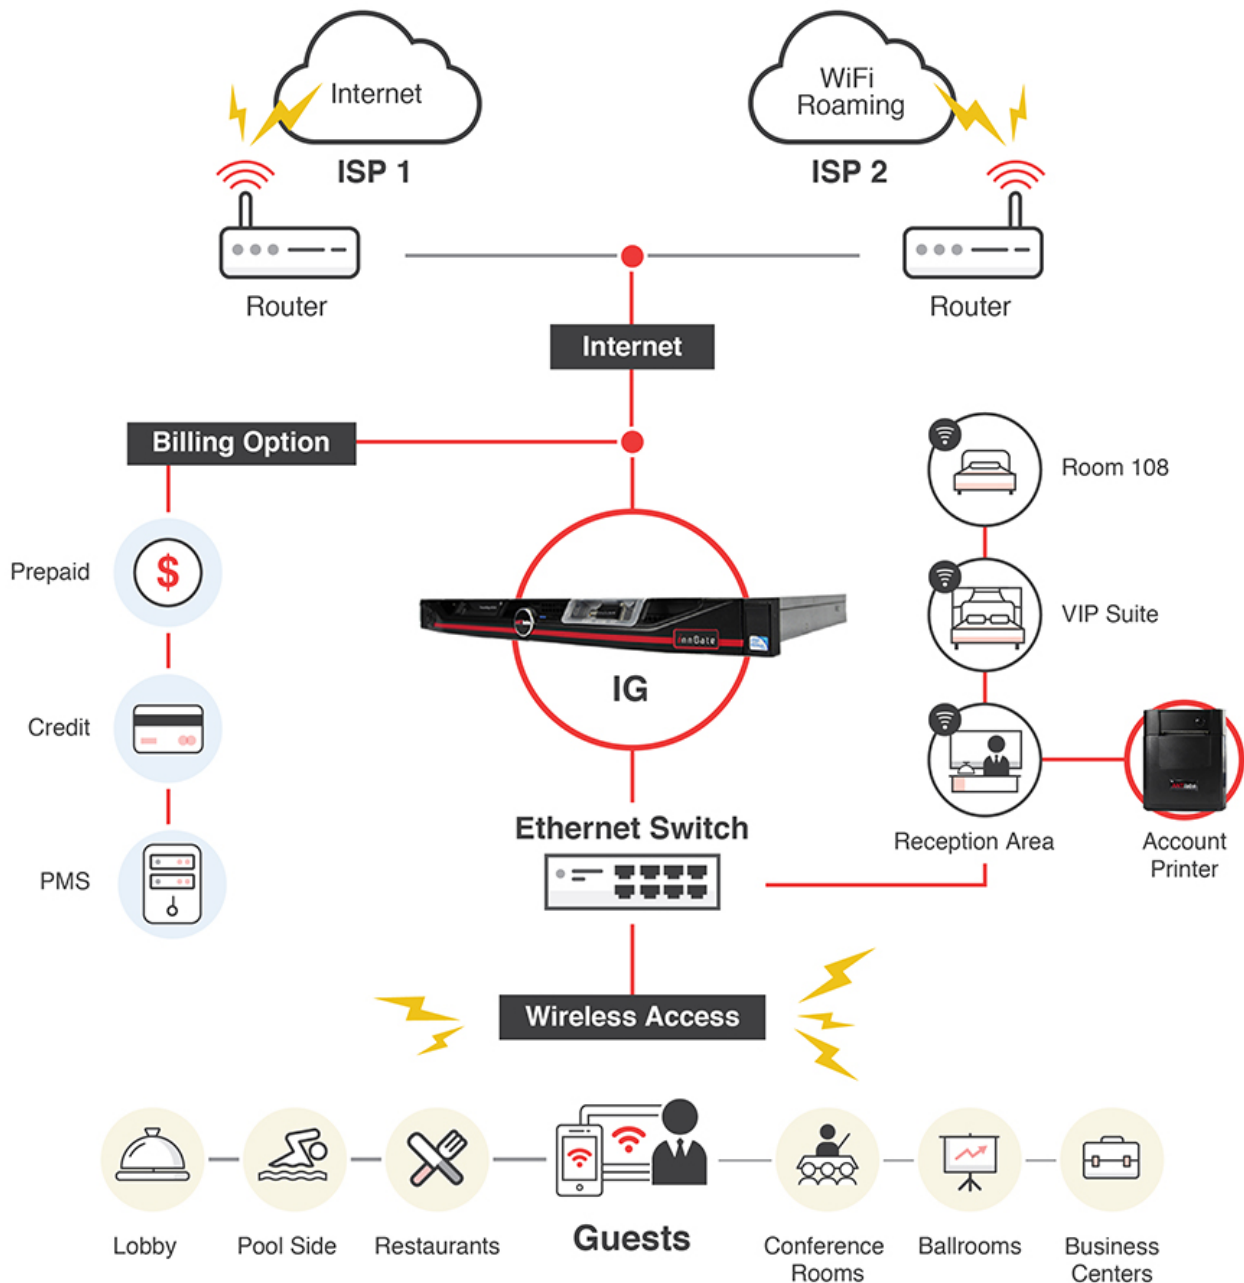 Internet
WiFi
Roaming
ISP 1
ISP 2
Router
Router
Internet
Billing Option
Room 108
Prepaid
$
VIP Suite
InnGate
IG
Credit
Ethernet Switch
Reception Area
Account
Printer
PMS
Wireless Access
Lobby
Pool Side
Restaurants
Guests
Conference
Rooms
Ballrooms
Business
Centers